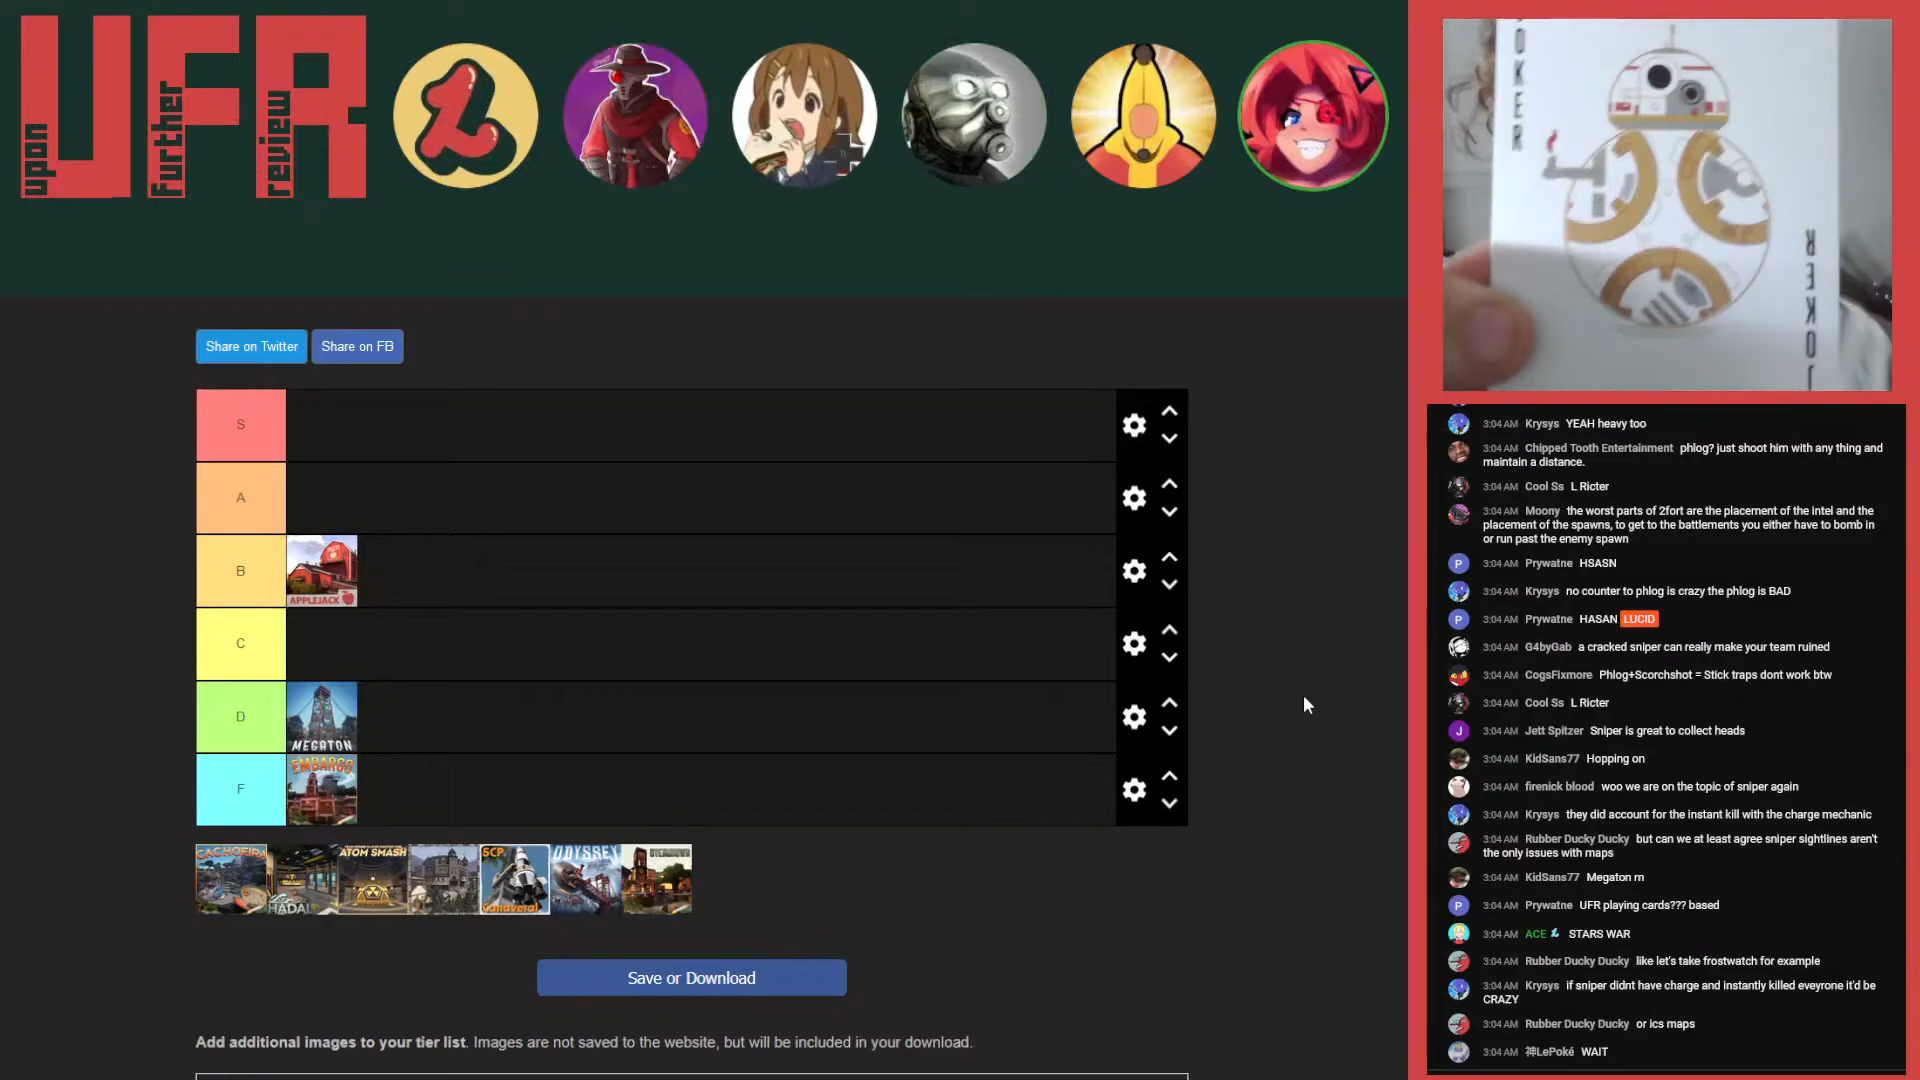 upon
further
review
UFR
JOKER
JOKER
Share on Twitter
Share on FB
S
A
B
APPLEJACK
C
D
MEGATON
F
EMBARGO
CACHOEIRA
HADAL
ATOM SMASH
SCP
Canaveral
ODYSSEY
Save or Download
Add additional images to your tier list. Images are not saved to the website, but will be included in your download.
3:04 AM Krysys YEAH heavy too
3:04 AM Chipped Tooth Entertainment phlog? just shoot him with any thing and
maintain a distance.
3:04 AM Cool Ss L Ricter
3:04 AM Moony the worst parts of 2fort are the placement of the intel and the
placement of the spawns, to get to the battlements you either have to bomb in
or run past the enemy spawn
P 3:04 AM Prywatne HSASN
3:04 AM Krysys no counter to phlog is crazy the phlog is BAD
P 3:04 AM Prywatne HASAN LUCID
3:04 AM G4byGab a cracked sniper can really make your team ruined
3:04 AM CogsFixmore Phlog+Scorchshot = Stick traps dont work btw
3:04 AM Cool Ss L Ricter
J 3:04 AM Jett Spitzer Sniper is great to collect heads
3:04 AM KidSans77 Hopping on
3:04 AM firenick blood woo we are on the topic of sniper again
3:04 AM Krysys they did account for the instant kill with the charge mechanic
3:04 AM Rubber Ducky Ducky but can we at least agree sniper sightlines aren't
the only issues with maps
3:04 AM KidSans77 Megaton rn
P 3:04 AM Prywatne UFR playing cards??? based
3:04 AM ACE STARS WAR
3:04 AM Rubber Ducky Ducky like let's take frostwatch for example
3:04 AM Krysys if sniper didnt have charge and instantly killed eveyrone it'd be
CRAZY
3:04 AM Rubber Ducky Ducky or ics maps
3:04 AM 神LePoké WAIT